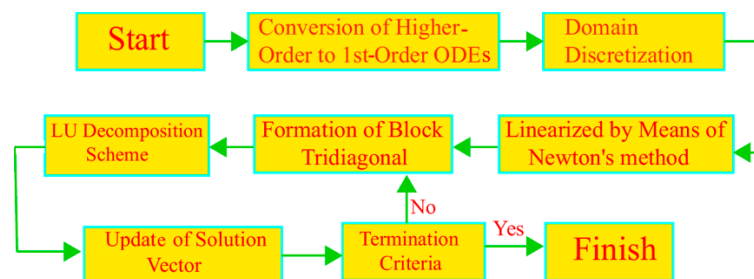 Start
Conversion of Higher-
Order to 1st-Order ODEs
Domain
Discretization
LU Decomposition
Scheme
Formation of Block
Tridiagonal
Linearized by Means of
Newton's method
No
Update of Solution
Vector
Termination
Criteria
Yes
Finish